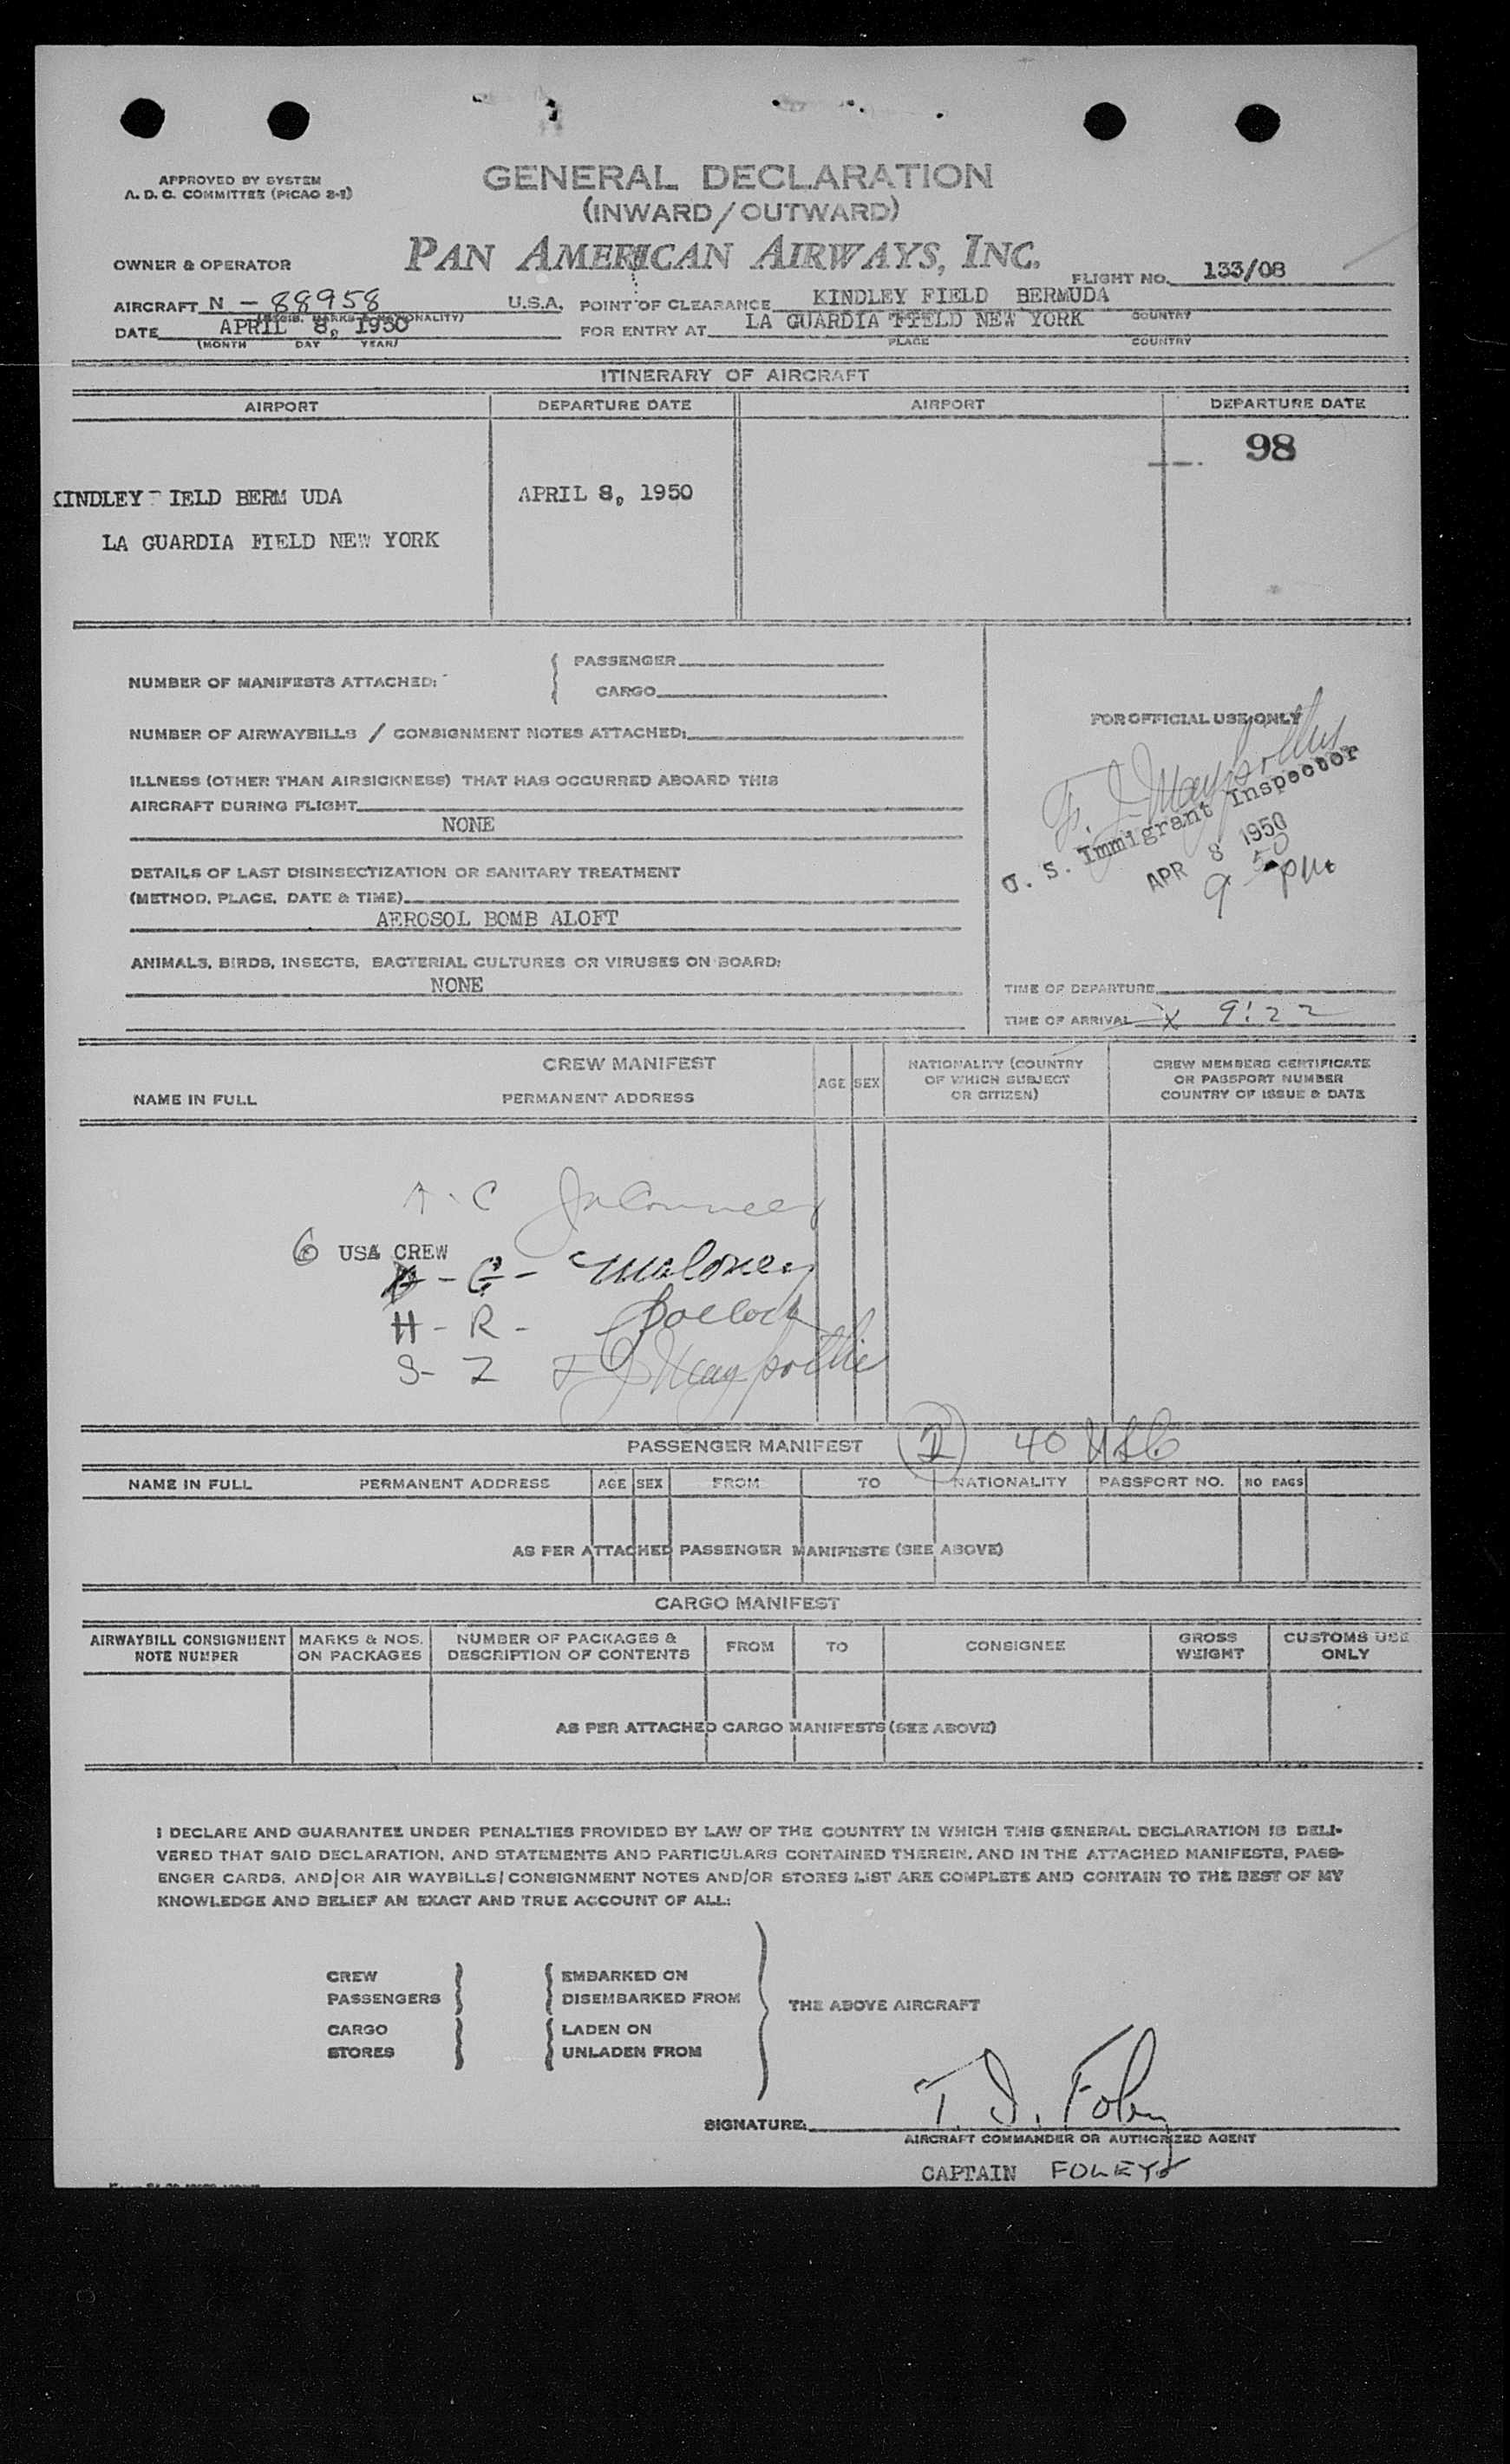 APPROVED BY SYSTEM
A. D. C. COMMITTEE (PICAO 2-1)
GENERAL DECLARATION
(INWARD/OUTWARD)
OWNER & OPERATOR
PAN AMERICAN AIRWAYS, INC.
FLIGHT NO. 133/08
AIRCRAFT N - 88958 U.S.A. POINT OF CLEARANCE KINDLEY FIELD BERMUDA
(REGIS. MARKS & NATIONALITY) COUNTRY
DATE APRIL 8, 1950 FOR ENTRY AT LA GUARDIA FIELD NEW YORK
(MONTH DAY YEAR) PLACE COUNTRY
ITINERARY OF AIRCRAFT
AIRPORT DEPARTURE DATE AIRPORT DEPARTURE DATE
98
KINDLEY FIELD BERM UDA APRIL 8, 1950
LA GUARDIA FIELD NEW YORK
PASSENGER
NUMBER OF MANIFESTS ATTACHED:
CARGO
NUMBER OF AIRWAYBILLS / CONSIGNMENT NOTES ATTACHED:
ILLNESS (OTHER THAN AIRSICKNESS) THAT HAS OCCURRED ABOARD THIS
AIRCRAFT DURING FLIGHT
NONE
DETAILS OF LAST DISINSECTIZATION OR SANITARY TREATMENT
(METHOD, PLACE, DATE & TIME)
AEROSOL BOMB ALOFT
ANIMALS, BIRDS, INSECTS, BACTERIAL CULTURES OR VIRUSES ON BOARD:
NONE
FOR OFFICIAL USE ONLY
U. S. Immigrant Inspector
APR 8 1950
9 50 pm
TIME OF DEPARTURE
TIME OF ARRIVAL X 9:22
CREW MANIFEST
NAME IN FULL PERMANENT ADDRESS AGE SEX
NATIONALITY (COUNTRY
OF WHICH SUBJECT
OR CITIZEN)
CREW MEMBERS CERTIFICATE
OR PASSPORT NUMBER
COUNTRY OF ISSUE & DATE
A - C
6 USA CREW
- G - Maloney
H - R - Pollock
S - Z
PASSENGER MANIFEST 2 40 USC
NAME IN FULL PERMANENT ADDRESS AGE SEX FROM TO NATIONALITY PASSPORT NO. NO BAGS
AS PER ATTACHED PASSENGER MANIFESTS (SEE ABOVE)
CARGO MANIFEST
AIRWAYBILL CONSIGNMENT
NOTE NUMBER
MARKS & NOS.
ON PACKAGES
NUMBER OF PACKAGES &
DESCRIPTION OF CONTENTS
FROM TO CONSIGNEE
GROSS
WEIGHT
CUSTOMS USE
ONLY
AS PER ATTACHED CARGO MANIFESTS (SEE ABOVE)
I DECLARE AND GUARANTEE UNDER PENALTIES PROVIDED BY LAW OF THE COUNTRY IN WHICH THIS GENERAL DECLARATION IS DELI-
VERED THAT SAID DECLARATION, AND STATEMENTS AND PARTICULARS CONTAINED THEREIN, AND IN THE ATTACHED MANIFESTS, PASS-
ENGER CARDS, AND/OR AIR WAYBILLS/CONSIGNMENT NOTES AND/OR STORES LIST ARE COMPLETE AND CONTAIN TO THE BEST OF MY
KNOWLEDGE AND BELIEF AN EXACT AND TRUE ACCOUNT OF ALL:
CREW EMBARKED ON
PASSENGERS DISEMBARKED FROM
THE ABOVE AIRCRAFT
CARGO LADEN ON
STORES UNLADEN FROM
SIGNATURE: T. J. Foley
AIRCRAFT COMMANDER OR AUTHORIZED AGENT
CAPTAIN FOLEY